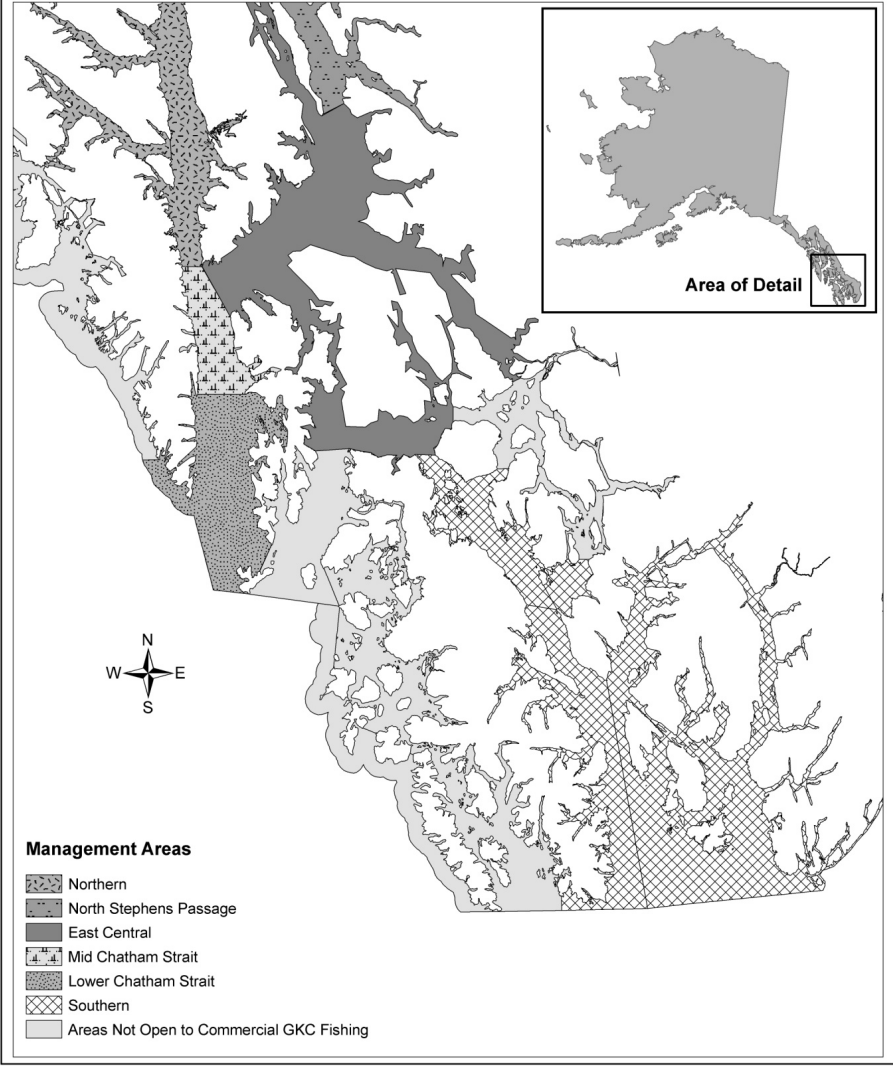 Area of Detail
N
W E
S
Management Areas
Northern
North Stephens Passage
East Central
Mid Chatham Strait
Lower Chatham Strait
Southern
Areas Not Open to Commercial GKC Fishing